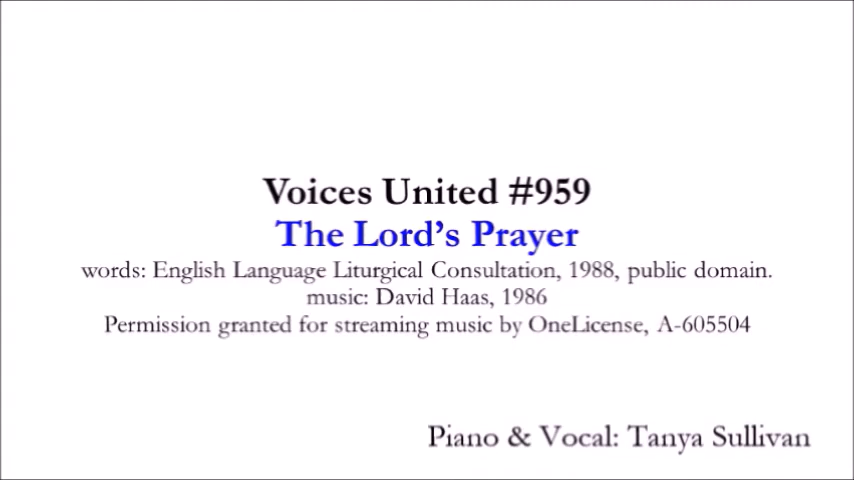 Voices United #959
The Lord’s Prayer
words: English Language Liturgical Consultation, 1988, public domain.
music: David Haas, 1986
Permission granted for streaming music by OneLicense, A-605504
Piano & Vocal: Tanya Sullivan